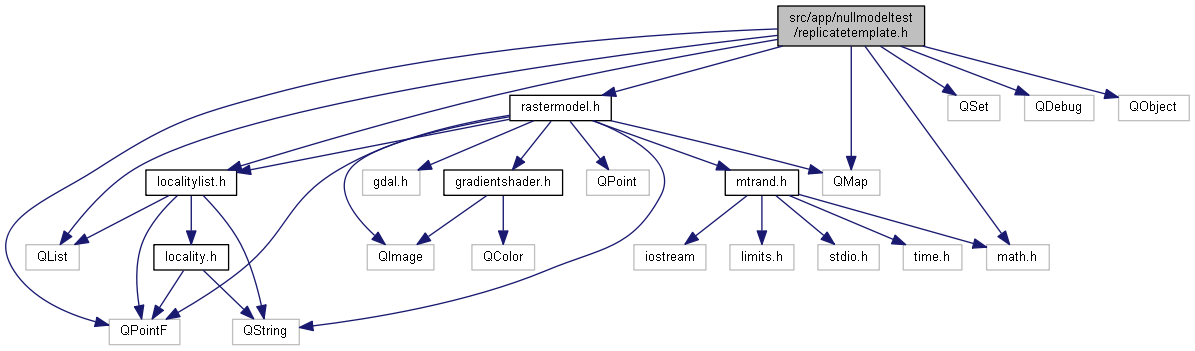 src/app/nullmodeltest
/replicatetemplate.h
rastermodel.h
QSet
QDebug
QObject
localitylist.h
gdal.h
gradientshader.h
QPoint
mtrand.h
QMap
QList
locality.h
QImage
QColor
iostream
limits.h
stdio.h
time.h
math.h
QPointF
QString